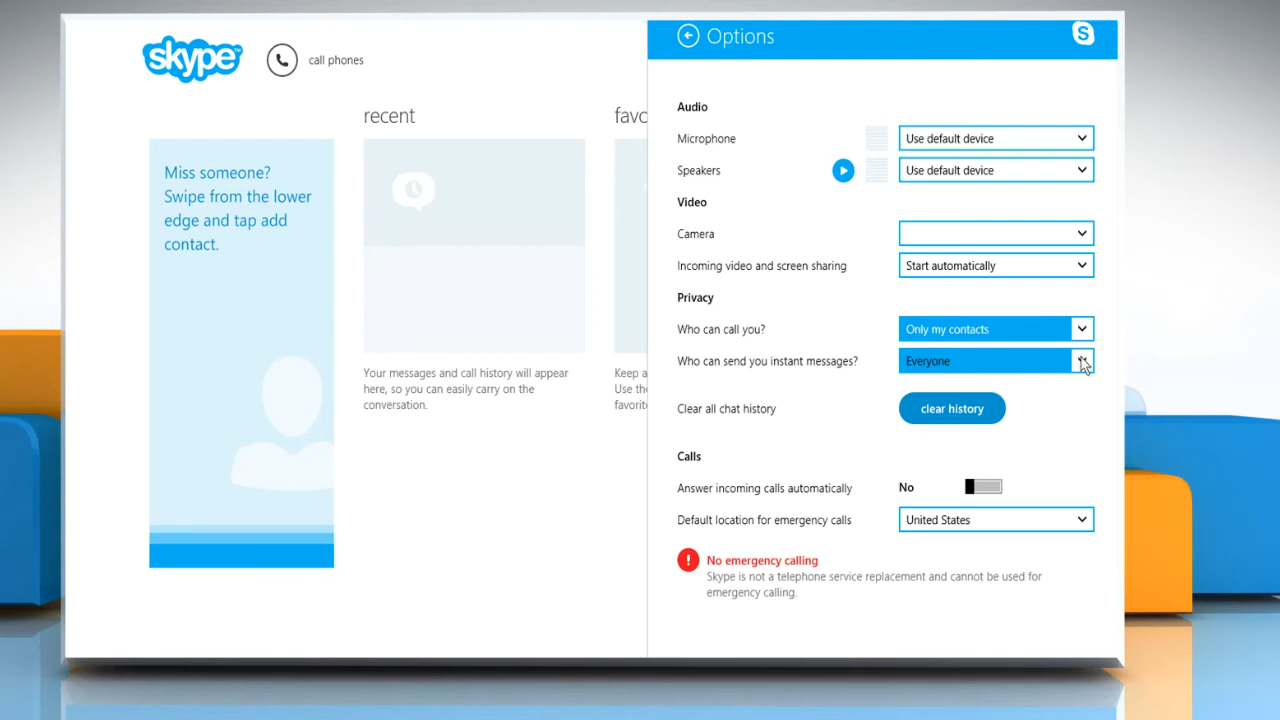 skype
call phones
recent
favo
Miss someone?
Swipe from the lower
edge and tap add
contact.
Your messages and call history will appear
here, so you can easily carry on the
conversation.
Keep a
Use the
favorit
Options
S
Audio
Microphone
Use default device
Speakers
Use default device
Video
Camera
Incoming video and screen sharing
Start automatically
Privacy
Who can call you?
Only my contacts
Who can send you instant messages?
Everyone
Clear all chat history
clear history
Calls
Answer incoming calls automatically
No
Default location for emergency calls
United States
! No emergency calling
Skype is not a telephone service replacement and cannot be used for
emergency calling.